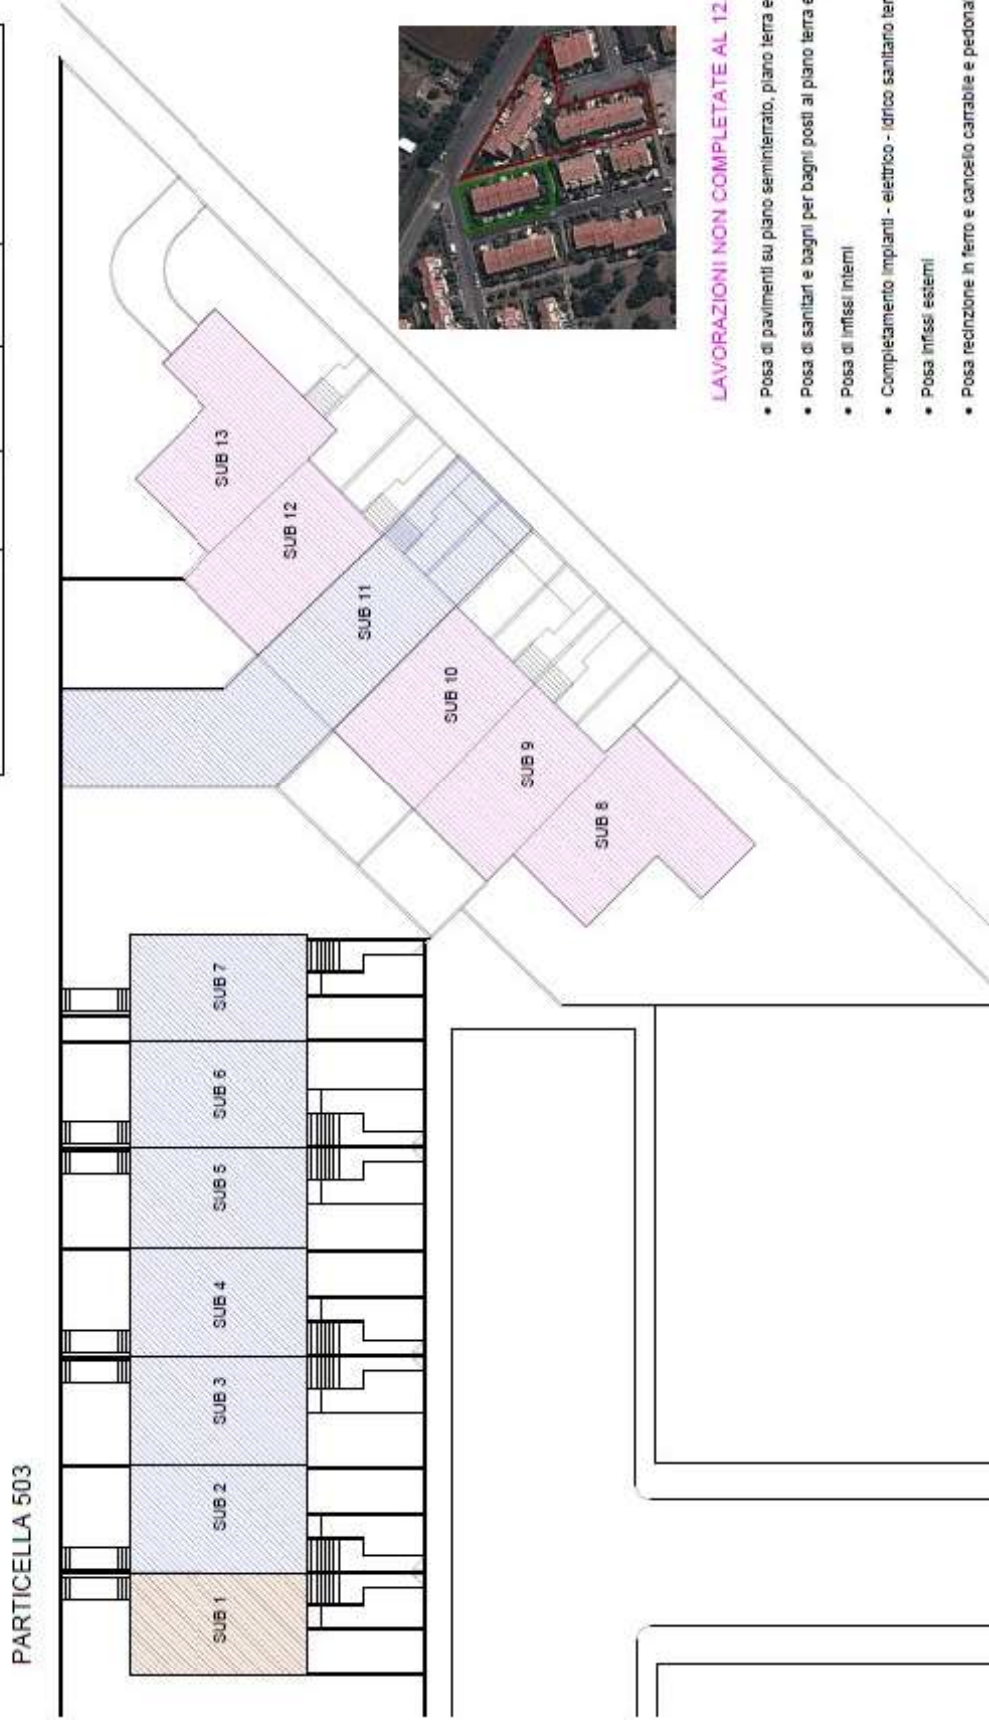 PARTICELLA 503
SUB 1
SUB 2
SUB 3
SUB 4
SUB 5
SUB 6
SUB 7
SUB 8
SUB 9
SUB 10
SUB 11
SUB 12
SUB 13
LAVORAZIONI NON COMPLETATE AL 12.
• Posa di pavimenti su piano seminterrato, piano terra e
• Posa di sanitari e bagni per bagni posti al piano terra e
• Posa di infissi interni
• Completamento impianti - elettrico - idrico sanitario ter
• Posa infissi esterni
• Posa recinzione in ferro e cancello carrabile e pedona